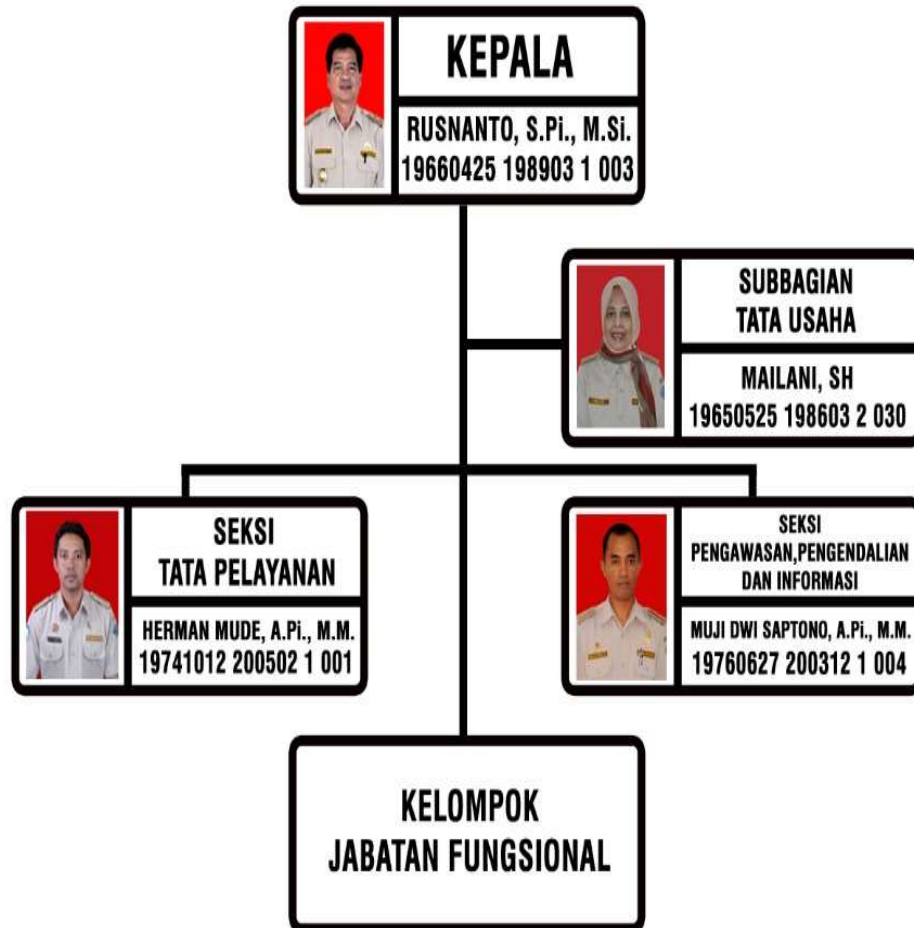 KEPALA
RUSNANTO, S.Pi., M.Si.
19660425 198903 1 003
SUBBAGIAN
TATA USAHA
MAILANI, SH
19650525 198603 2 030
SEKSI
TATA PELAYANAN
HERMAN MUDE, A.Pi., M.M.
19741012 200502 1 001
SEKSI
PENGAWASAN,PENGENDALIAN
DAN INFORMASI
MUJI DWI SAPTONO, A.Pi., M.M.
19760627 200312 1 004
KELOMPOK
JABATAN FUNGSIONAL